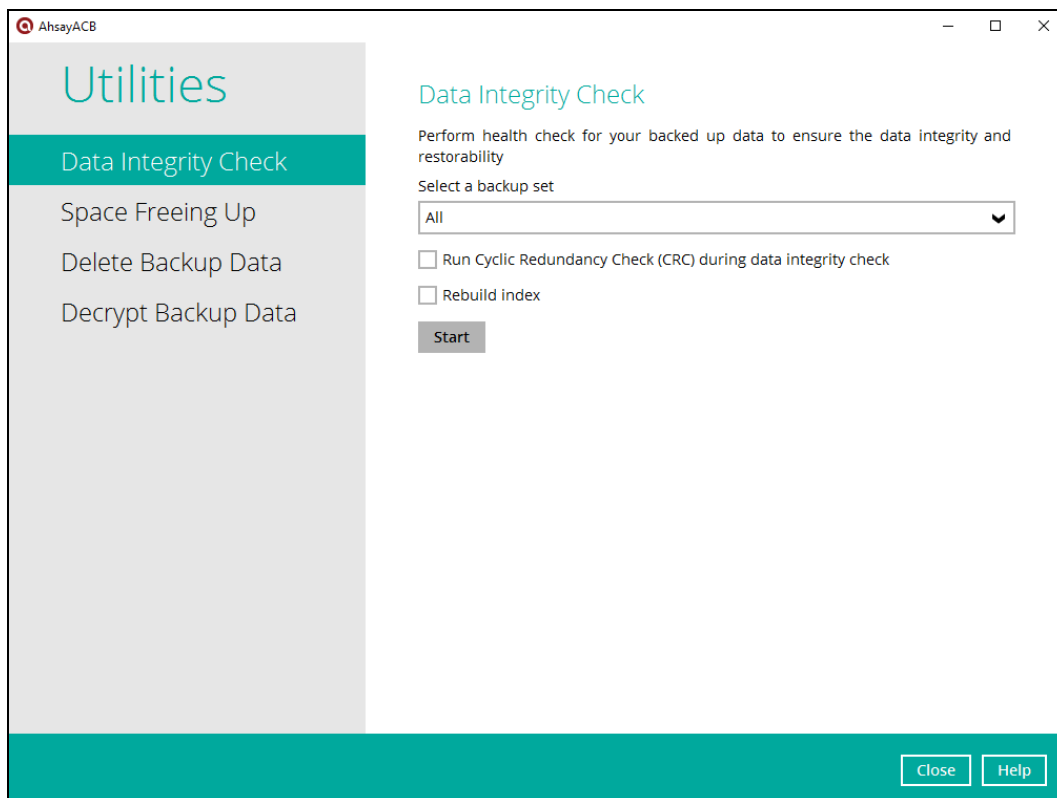 AhsayACB
Utilities
Data Integrity Check
Space Freeing Up
Delete Backup Data
Decrypt Backup Data
Data Integrity Check
Perform health check for your backed up data to ensure the data integrity and
restorability
Select a backup set
All
Run Cyclic Redundancy Check (CRC) during data integrity check
Rebuild index
Start
Close
Help